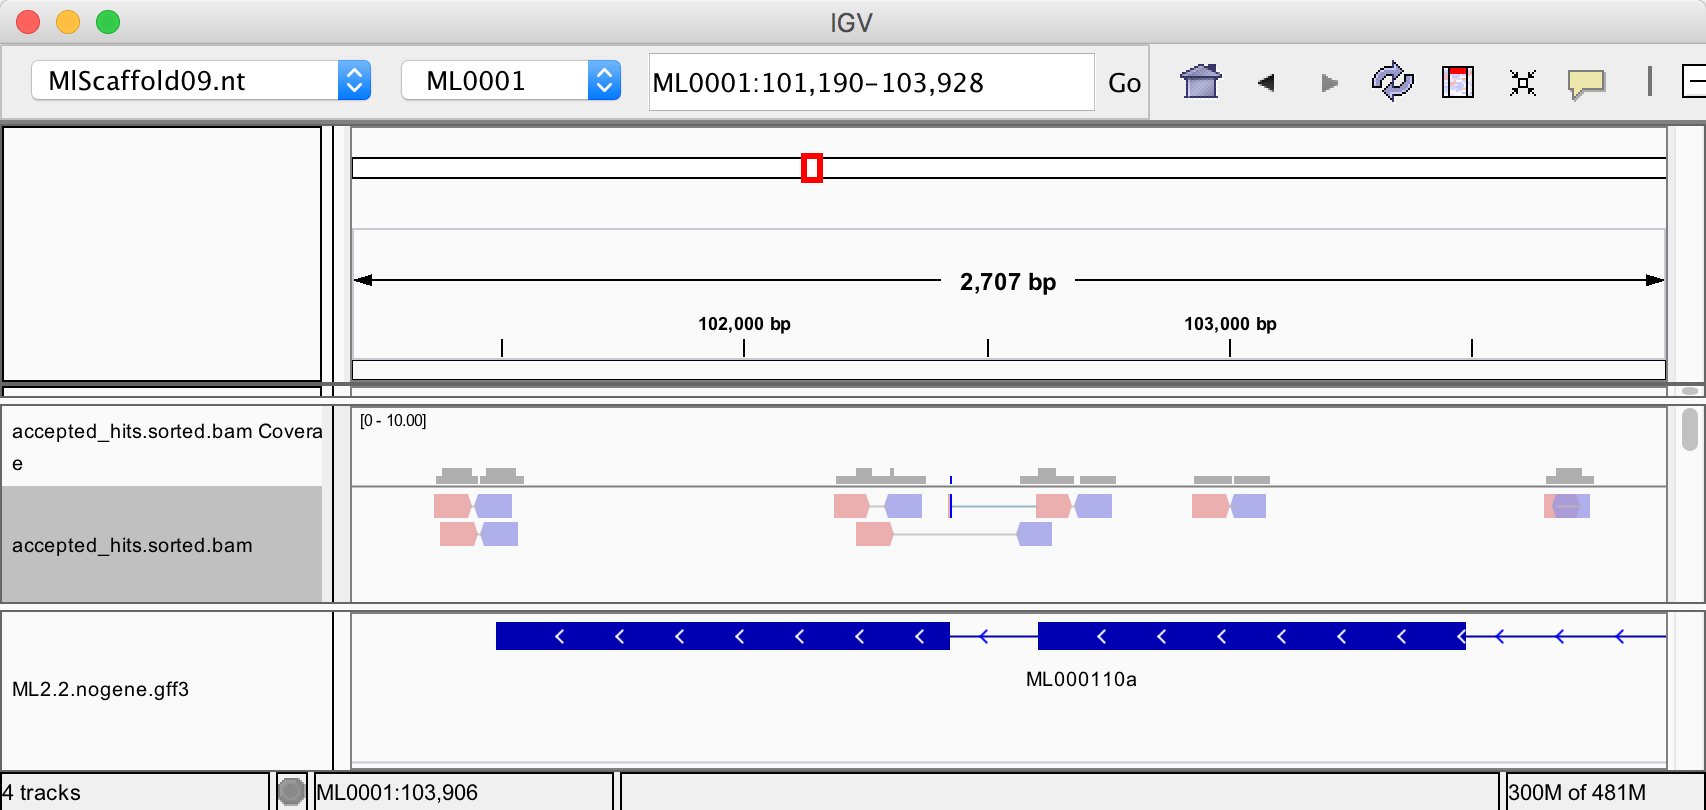 IGV
MlScaffold09.nt
ML0001
ML0001:101,190-103,928
Go
2,707 bp
102,000 bp
103,000 bp
accepted_hits.sorted.bam Covera
e
[0 - 10.00]
accepted_hits.sorted.bam
ML000110a
ML2.2.nogene.gff3
4 tracks
ML0001:103,906
300M of 481M